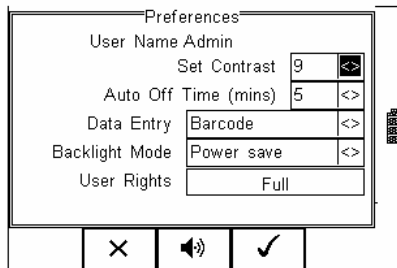 Preferences
User Name Admin
Set Contrast 9 <>
Auto Off Time (mins) 5 <>
Data Entry Barcode <>
Backlight Mode Power save <>
User Rights Full